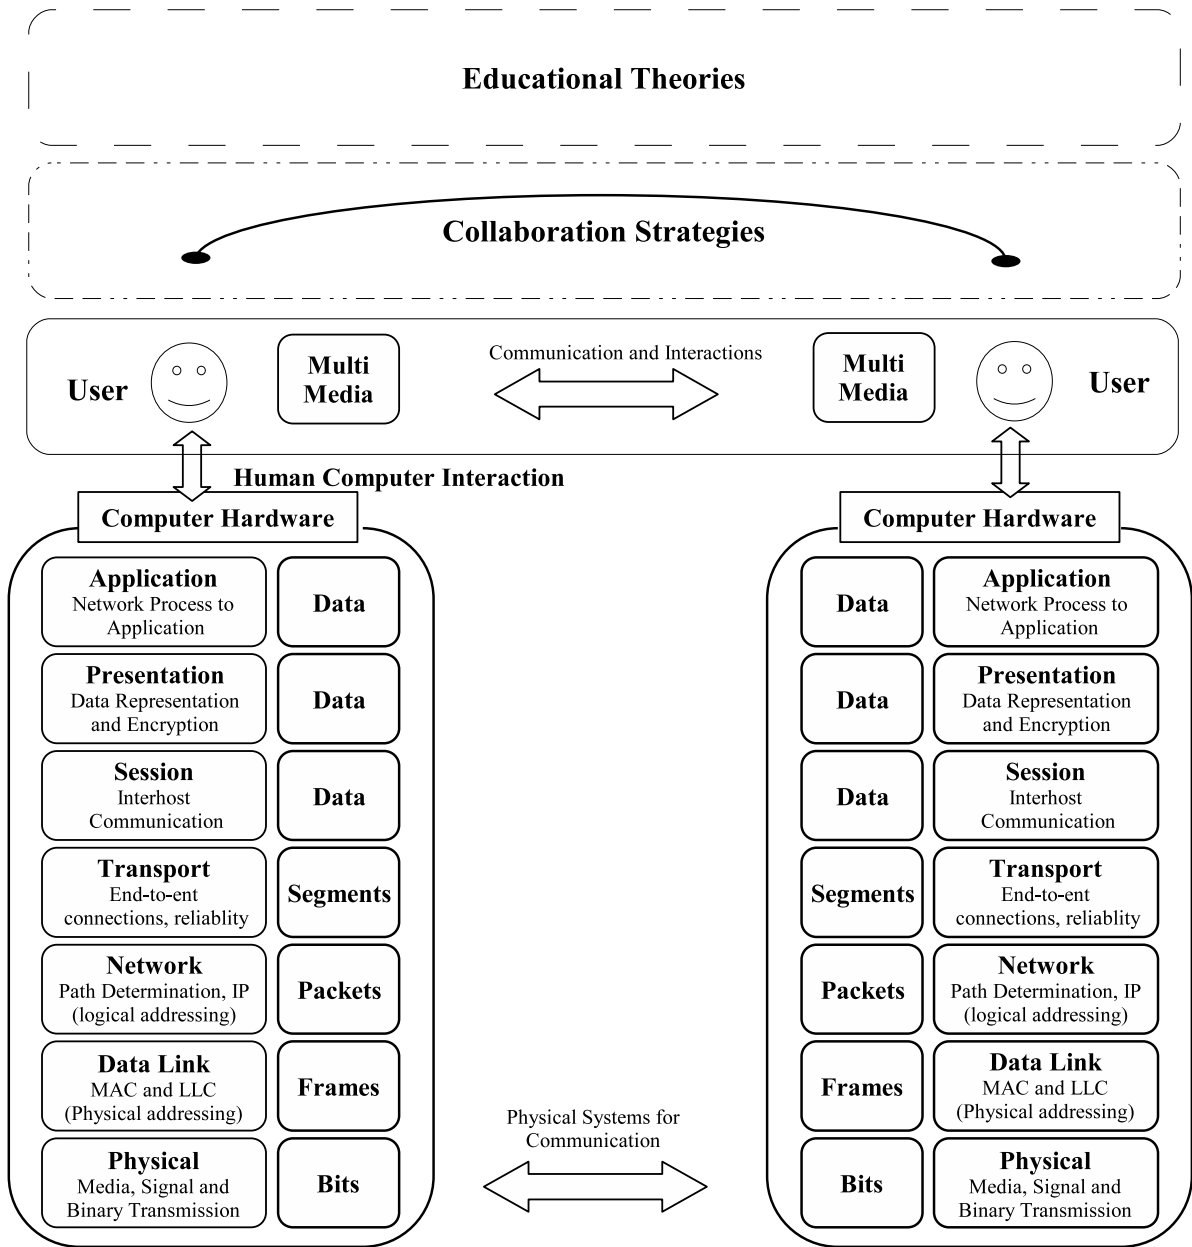 Educational Theories
Collaboration Strategies
User
Multi
Media
Communication and Interactions
Multi
Media
User
Human Computer Interaction
Computer Hardware
Application
Network Process to
Application
Data
Presentation
Data Representation
and Encryption
Data
Session
Interhost
Communication
Data
Transport
End-to-ent
connections, reliablity
Segments
Network
Path Determination, IP
(logical addressing)
Packets
Data Link
MAC and LLC
(Physical addressing)
Frames
Physical
Media, Signal and
Binary Transmission
Bits
Physical Systems for
Communication
Computer Hardware
Data
Application
Network Process to
Application
Data
Presentation
Data Representation
and Encryption
Data
Session
Interhost
Communication
Segments
Transport
End-to-ent
connections, reliablity
Packets
Network
Path Determination, IP
(logical addressing)
Frames
Data Link
MAC and LLC
(Physical addressing)
Bits
Physical
Media, Signal and
Binary Transmission